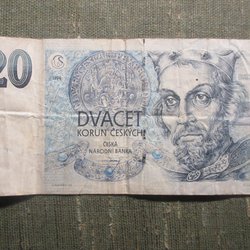 20
DVACET
KORUN ČESKÝCH
ČESKÁ
NÁRODNÍ BANKA